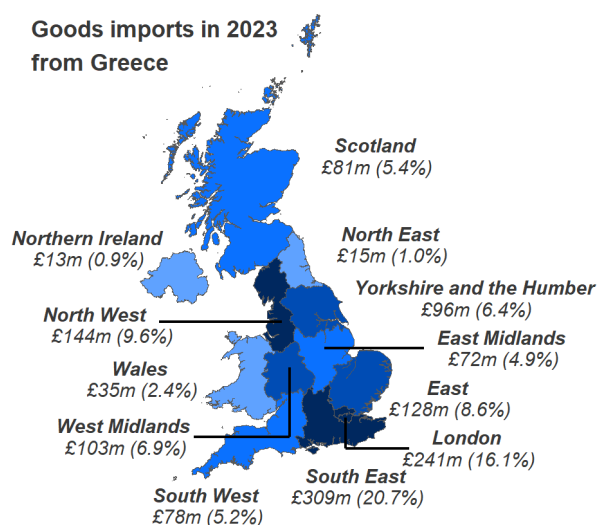 Goods imports in 2023
from Greece
Scotland
£81m (5.4%)
Northern Ireland
£13m (0.9%)
North East
£15m (1.0%)
Yorkshire and the Humber
£96m (6.4%)
North West
£144m (9.6%)
East Midlands
£72m (4.9%)
Wales
£35m (2.4%)
East
£128m (8.6%)
West Midlands
£103m (6.9%)
London
£241m (16.1%)
South East
£309m (20.7%)
South West
£78m (5.2%)